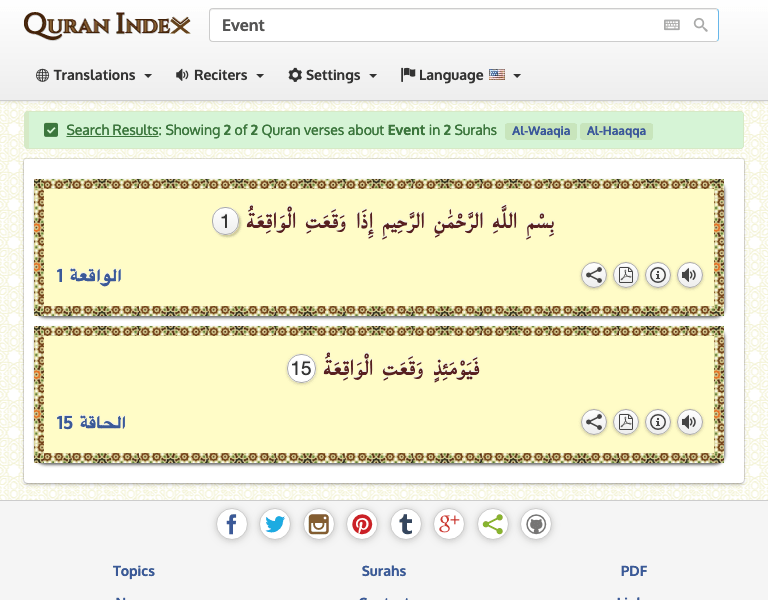 QURAN INDEX
Event
Translations Reciters Settings Language
Search Results: Showing 2 of 2 Quran verses about Event in 2 Surahs Al-Waaqia Al-Haaqqa
بِسْمِ اللَّهِ الرَّحْمَٰنِ الرَّحِيمِ إِذَا وَقَعَتِ الْوَاقِعَةُ 1
الواقعة 1
فَيَوْمَئِذٍ وَقَعَتِ الْوَاقِعَةُ 15
الحاقة 15
Topics Surahs PDF